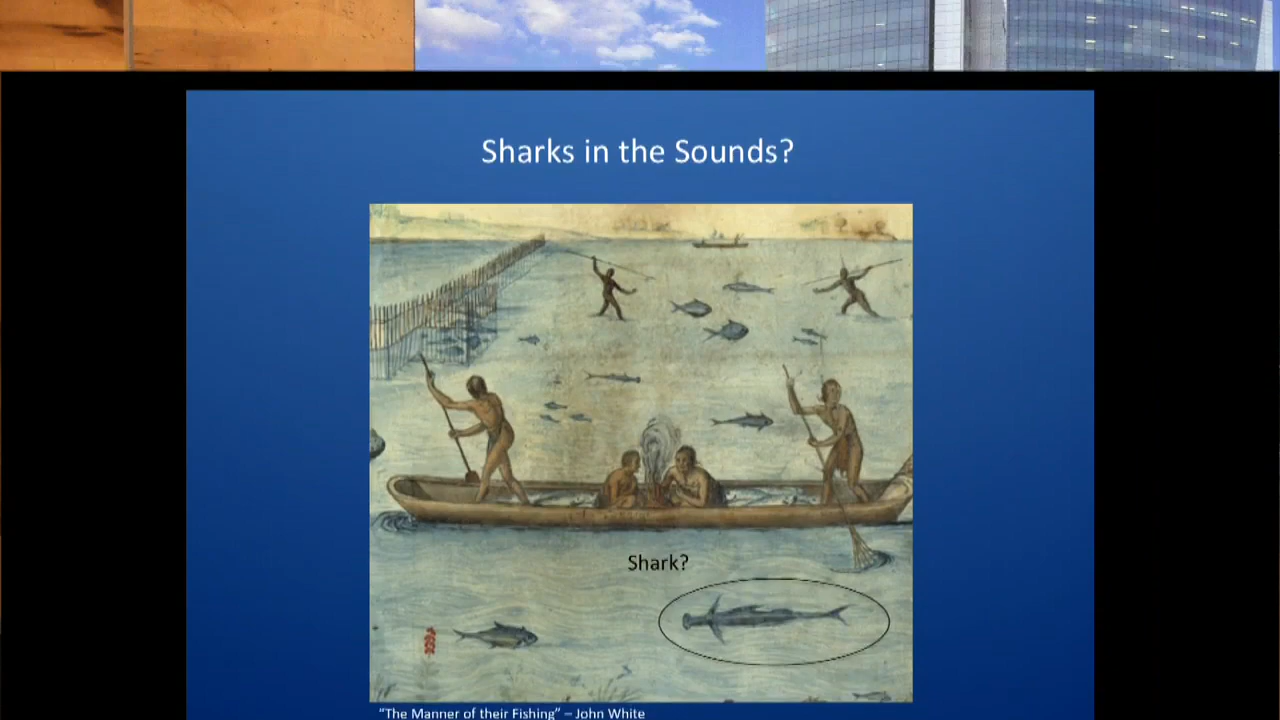 Sharks in the Sounds?
Shark?
“The Manner of their Fishing” – John White